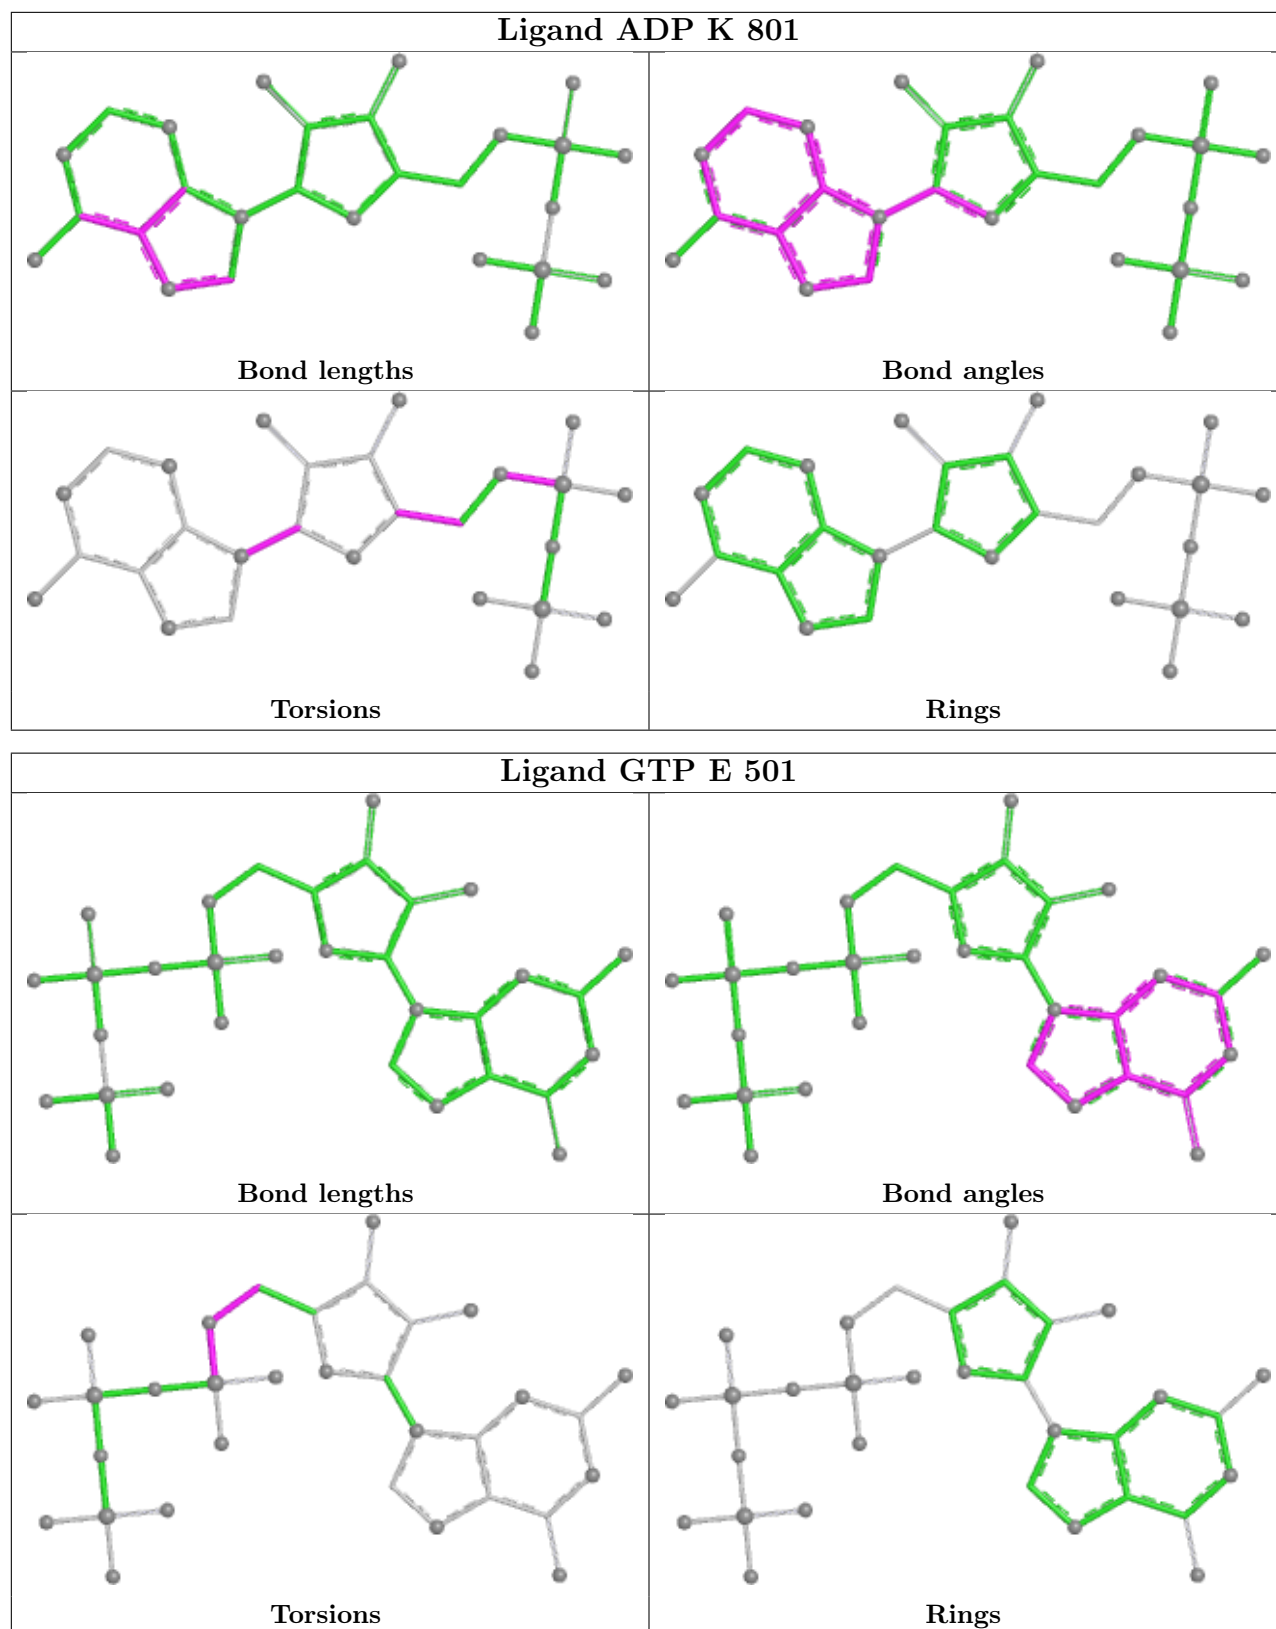 Ligand ADP K 801
Bond lengths
Bond angles
Torsions
Rings
Ligand GTP E 501
Bond lengths
Bond angles
Torsions
Rings